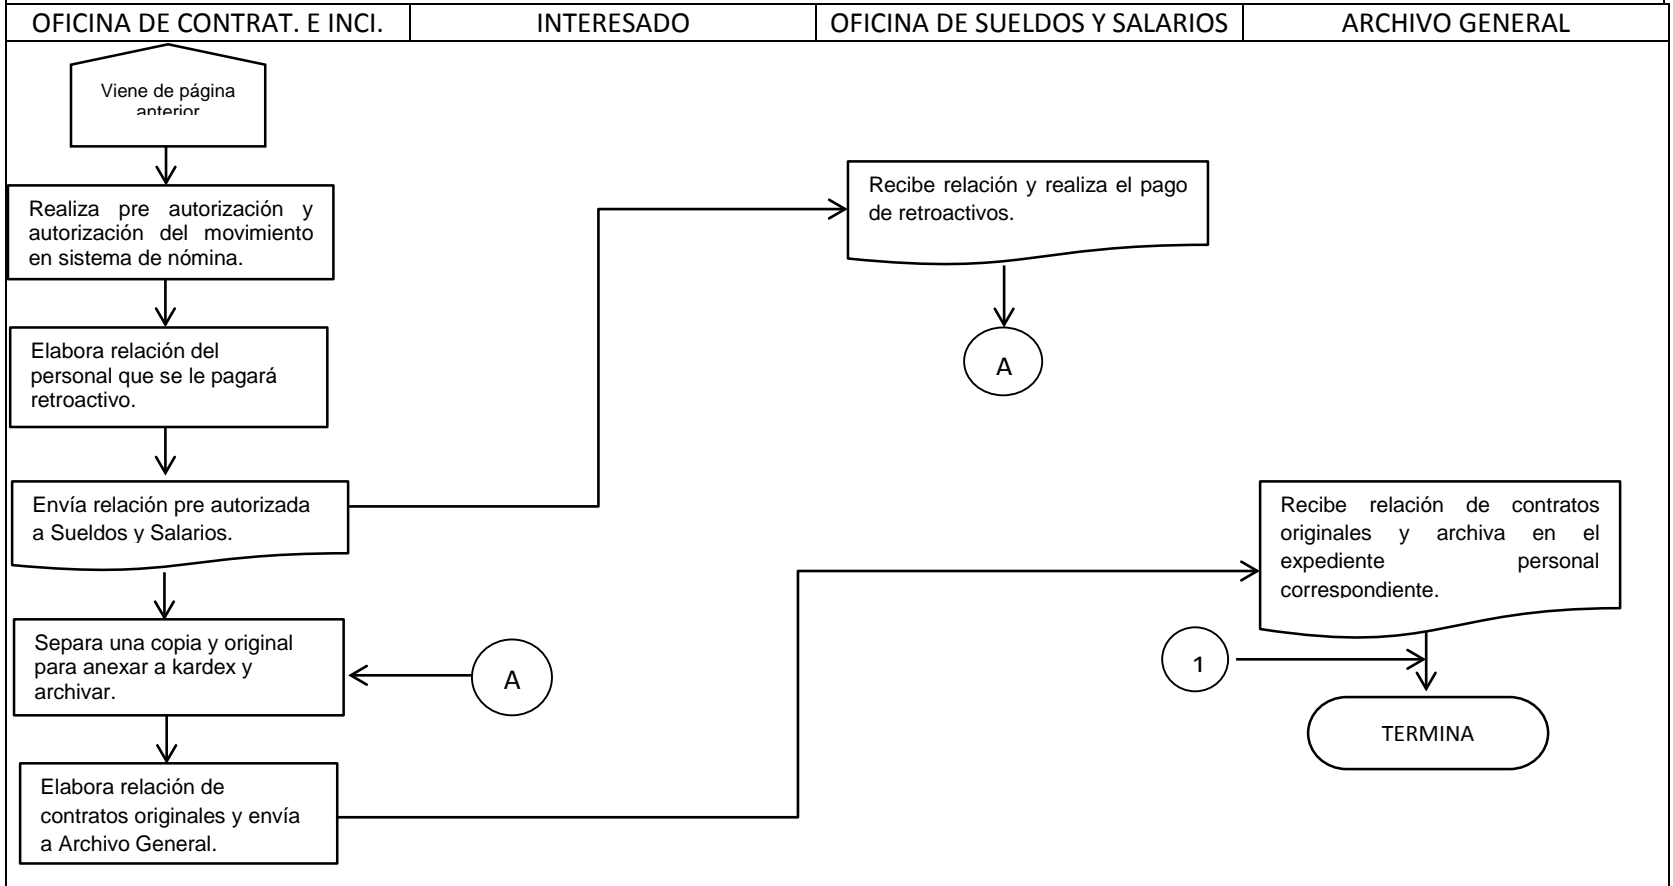 OFICINA DE CONTRAT. E INCI.
INTERESADO
OFICINA DE SUELDOS Y SALARIOS
ARCHIVO GENERAL
Viene de página
anterior
Realiza pre autorización y
autorización del movimiento
en sistema de nómina.
Elabora relación del
personal que se le pagará
retroactivo.
Envía relación pre autorizada
a Sueldos y Salarios.
Separa una copia y original
para anexar a kardex y
archivar.
A
Elabora relación de
contratos originales y envía
a Archivo General.
Recibe relación y realiza el pago
de retroactivos.
A
Recibe relación de contratos
originales y archiva en el
expediente personal
correspondiente.
1
TERMINA